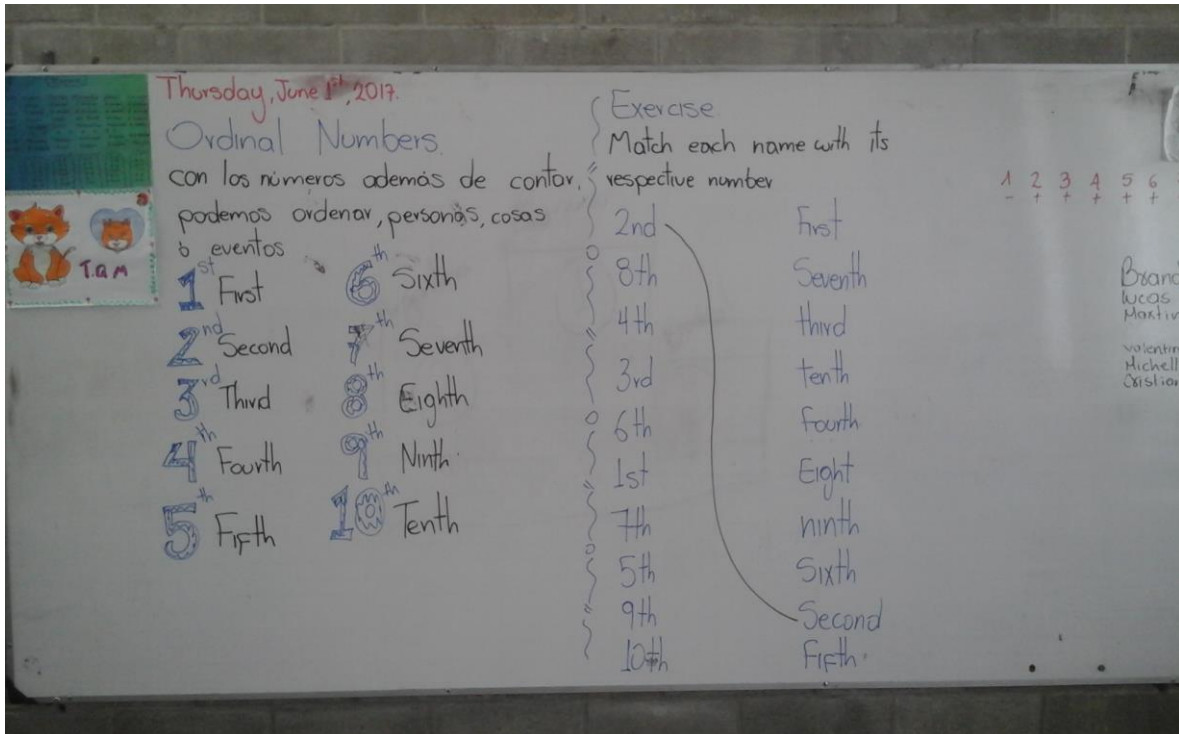 Thursday, June 1st, 2017.
Ordinal Numbers.
con los números además de contar,
podemos ordenar, personas, cosas
ó eventos
1st First
2nd Second
3rd Third
4th Fourth
5th Fifth
6th Sixth
7th Seventh
8th Eighth
9th Ninth.
10th Tenth
T.Q.M
Exercise
Match each name with its
respective number
2nd First
8th Seventh
4th third
3rd tenth
6th fourth
1st Eight
7th ninth
5th Sixth
9th Second
10th Fifth.
1 2 3 4 5 6
- + + + + +
Brand
Lucas
Martin
Valentin
Michell
Cristian